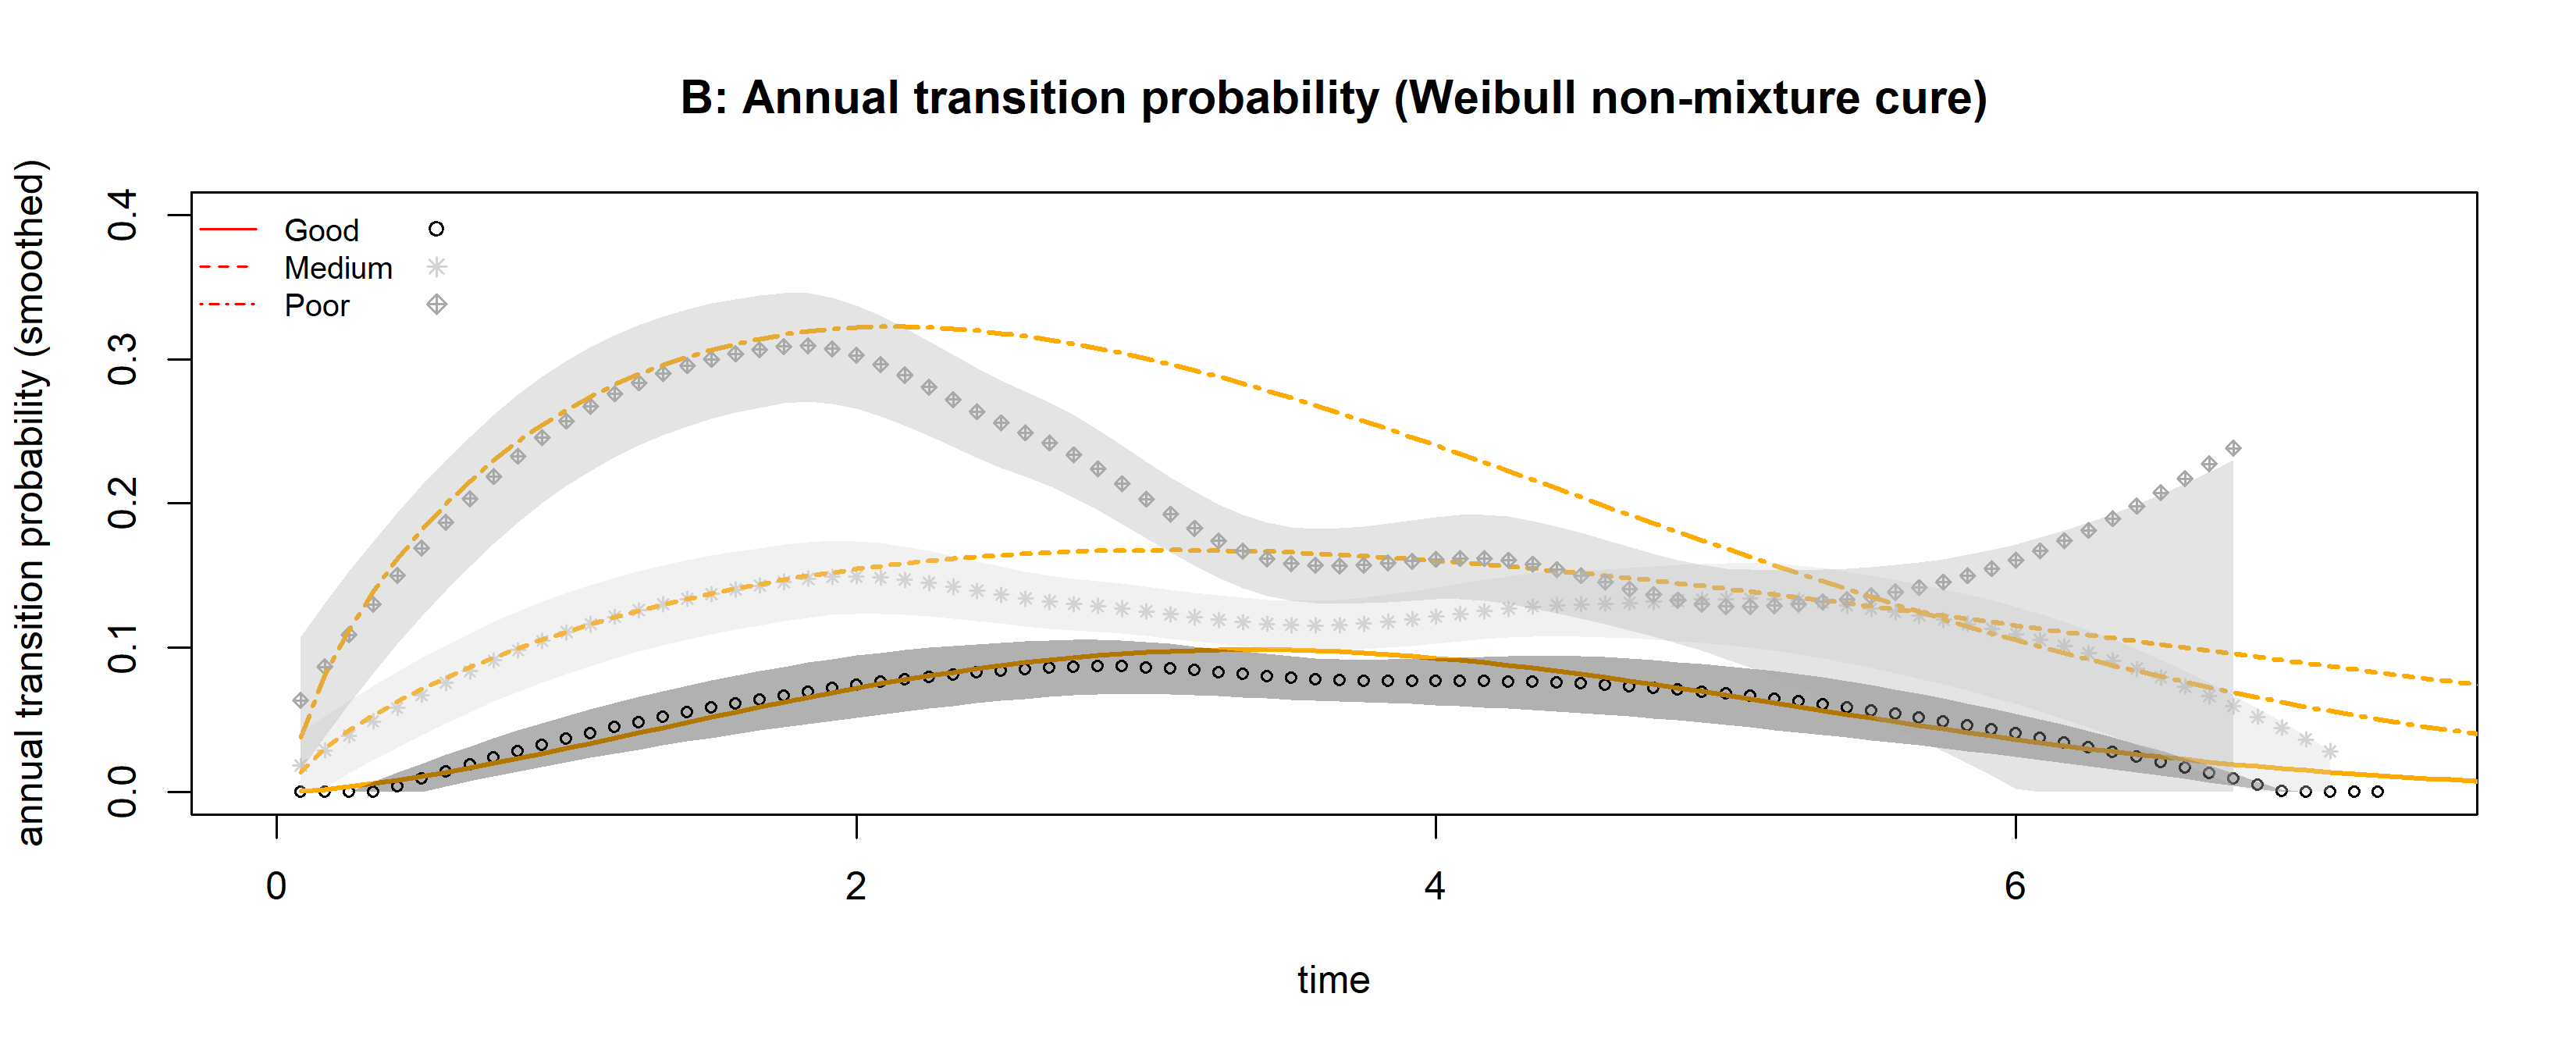 B: Annual transition probability (Weibull non-mixture cure)
annual transition probability (smoothed)
0.4
0.3
0.2
0.1
0.0
Good
Medium
Poor
0 2 4 6
time